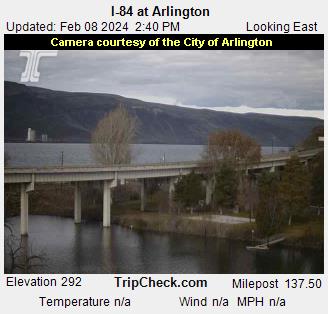 I-84 at Arlington
Updated: Feb 08 2024 2:40 PM Looking East
Camera courtesy of the City of Arlington
Elevation 292 TripCheck.com Milepost 137.50
Temperature n/a Wind n/a MPH n/a